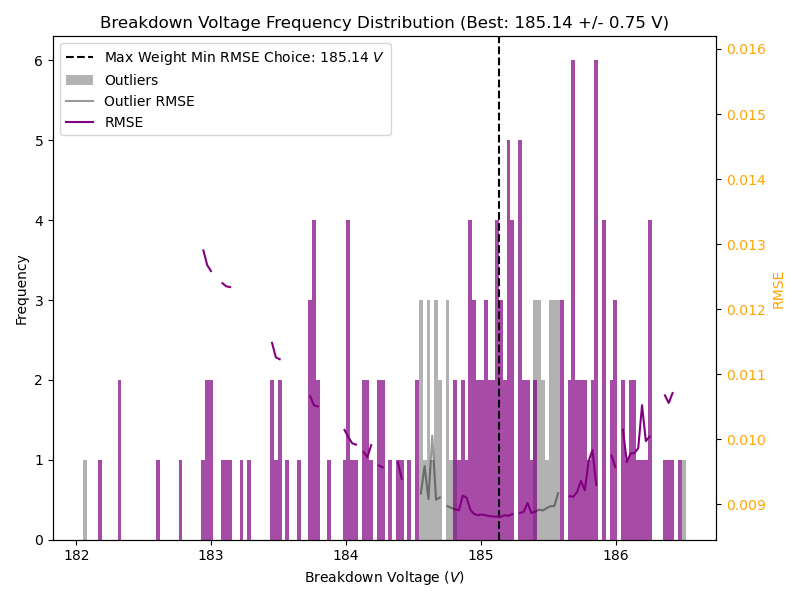 Breakdown Voltage Frequency Distribution (Best: 185.14 +/- 0.75 V)
Max Weight Min RMSE Choice: 185.14 V
Outliers
Outlier RMSE
RMSE
Frequency
6
5
4
3
2
1
0
182
183
184
185
186
Breakdown Voltage (V)
0.016
0.015
0.014
0.013
0.012
0.011
0.010
0.009
RMSE